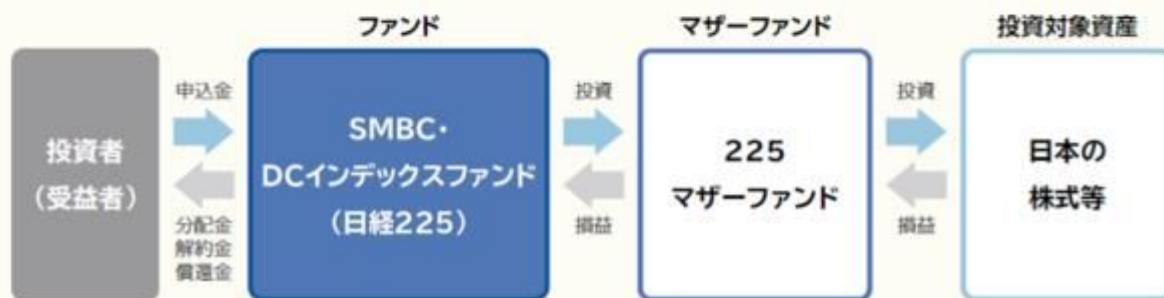 ファンド
マザーファンド
投資対象資産
投資者
(受益者)
申込金
分配金
解約金
償還金
SMBC・
DCインデックスファンド
(日経225)
投資
損益
225
マザーファンド
投資
損益
日本の
株式等